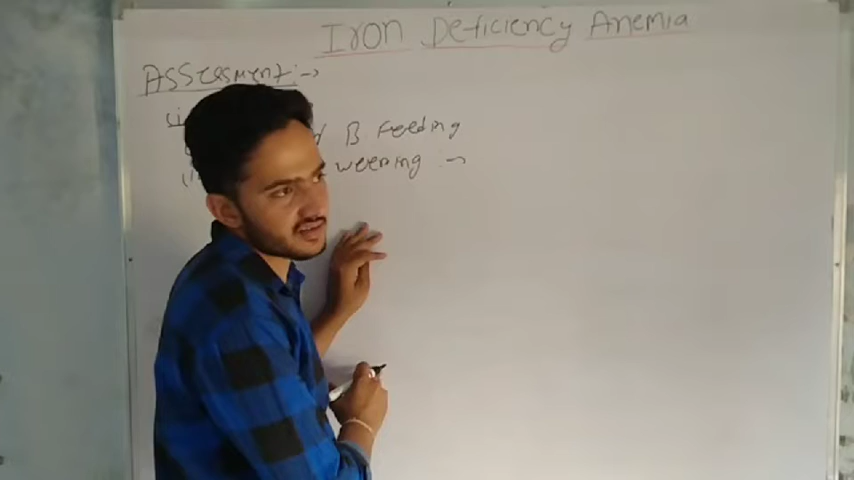 Iron Deficiency Anemia
Assessment :→
(i) B Feeding
weening :→